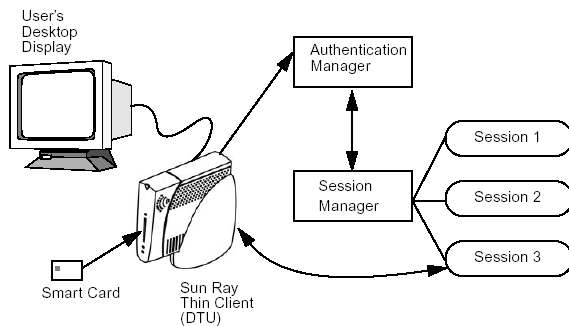 User's
Desktop
Display
Authentication
Manager
Session 1
Session
Manager
Session 2
Session 3
Smart Card
Sun Ray
Thin Client
(DTU)